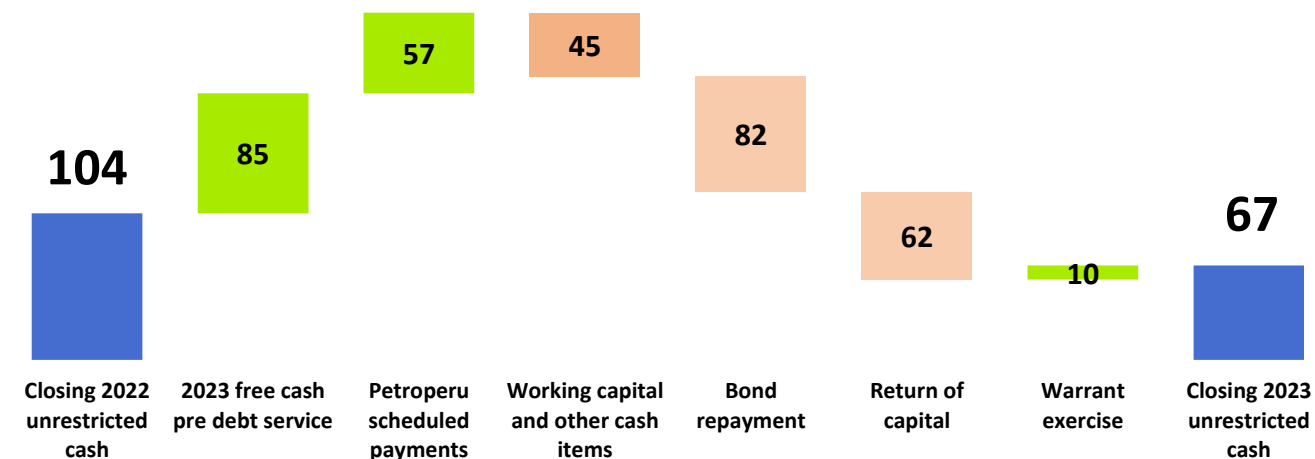 57
45
85
82
104
62
67
10
Closing 2022
unrestricted
cash
2023 free cash
pre debt service
Petroperu
scheduled
payments
Working capital
and other cash
items
Bond
repayment
Return of
capital
Warrant
exercise
Closing 2023
unrestricted
cash